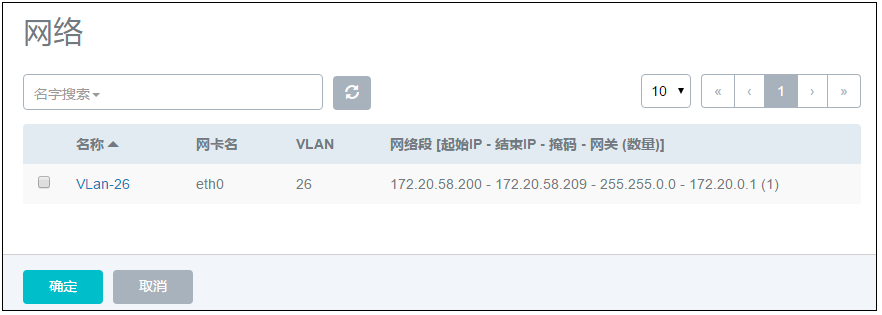 网络
名字搜索
10 « ‹ 1 › »
名称 网卡名 VLAN 网络段 [起始IP - 结束IP - 掩码 - 网关 (数量)]
VLan-26 eth0 26 172.20.58.200 - 172.20.58.209 - 255.255.0.0 - 172.20.0.1 (1)
确定 取消